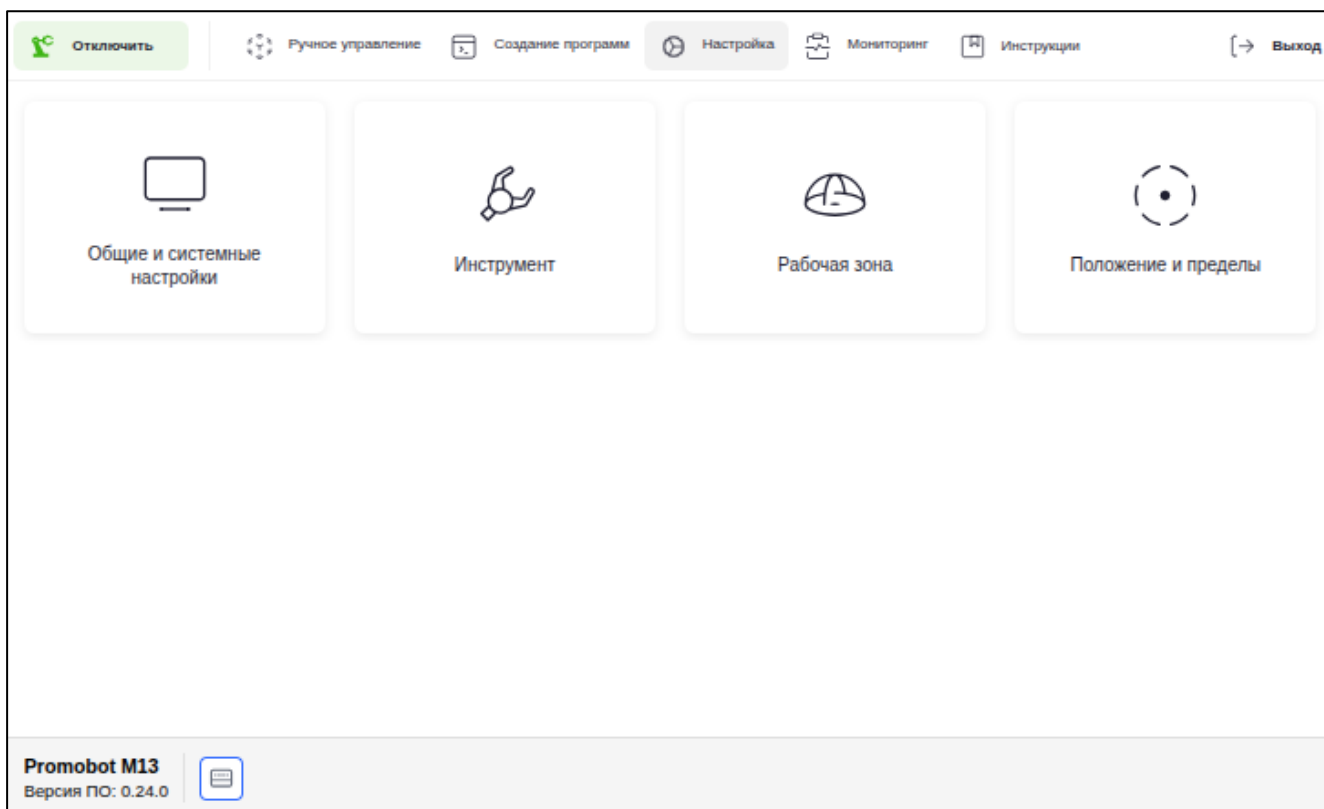 Отключить
Ручное управление
Создание программ
Настройка
Мониторинг
Инструкции
Выход
Общие и системные
настройки
Инструмент
Рабочая зона
Положение и пределы
Promobot M13
Версия ПО: 0.24.0